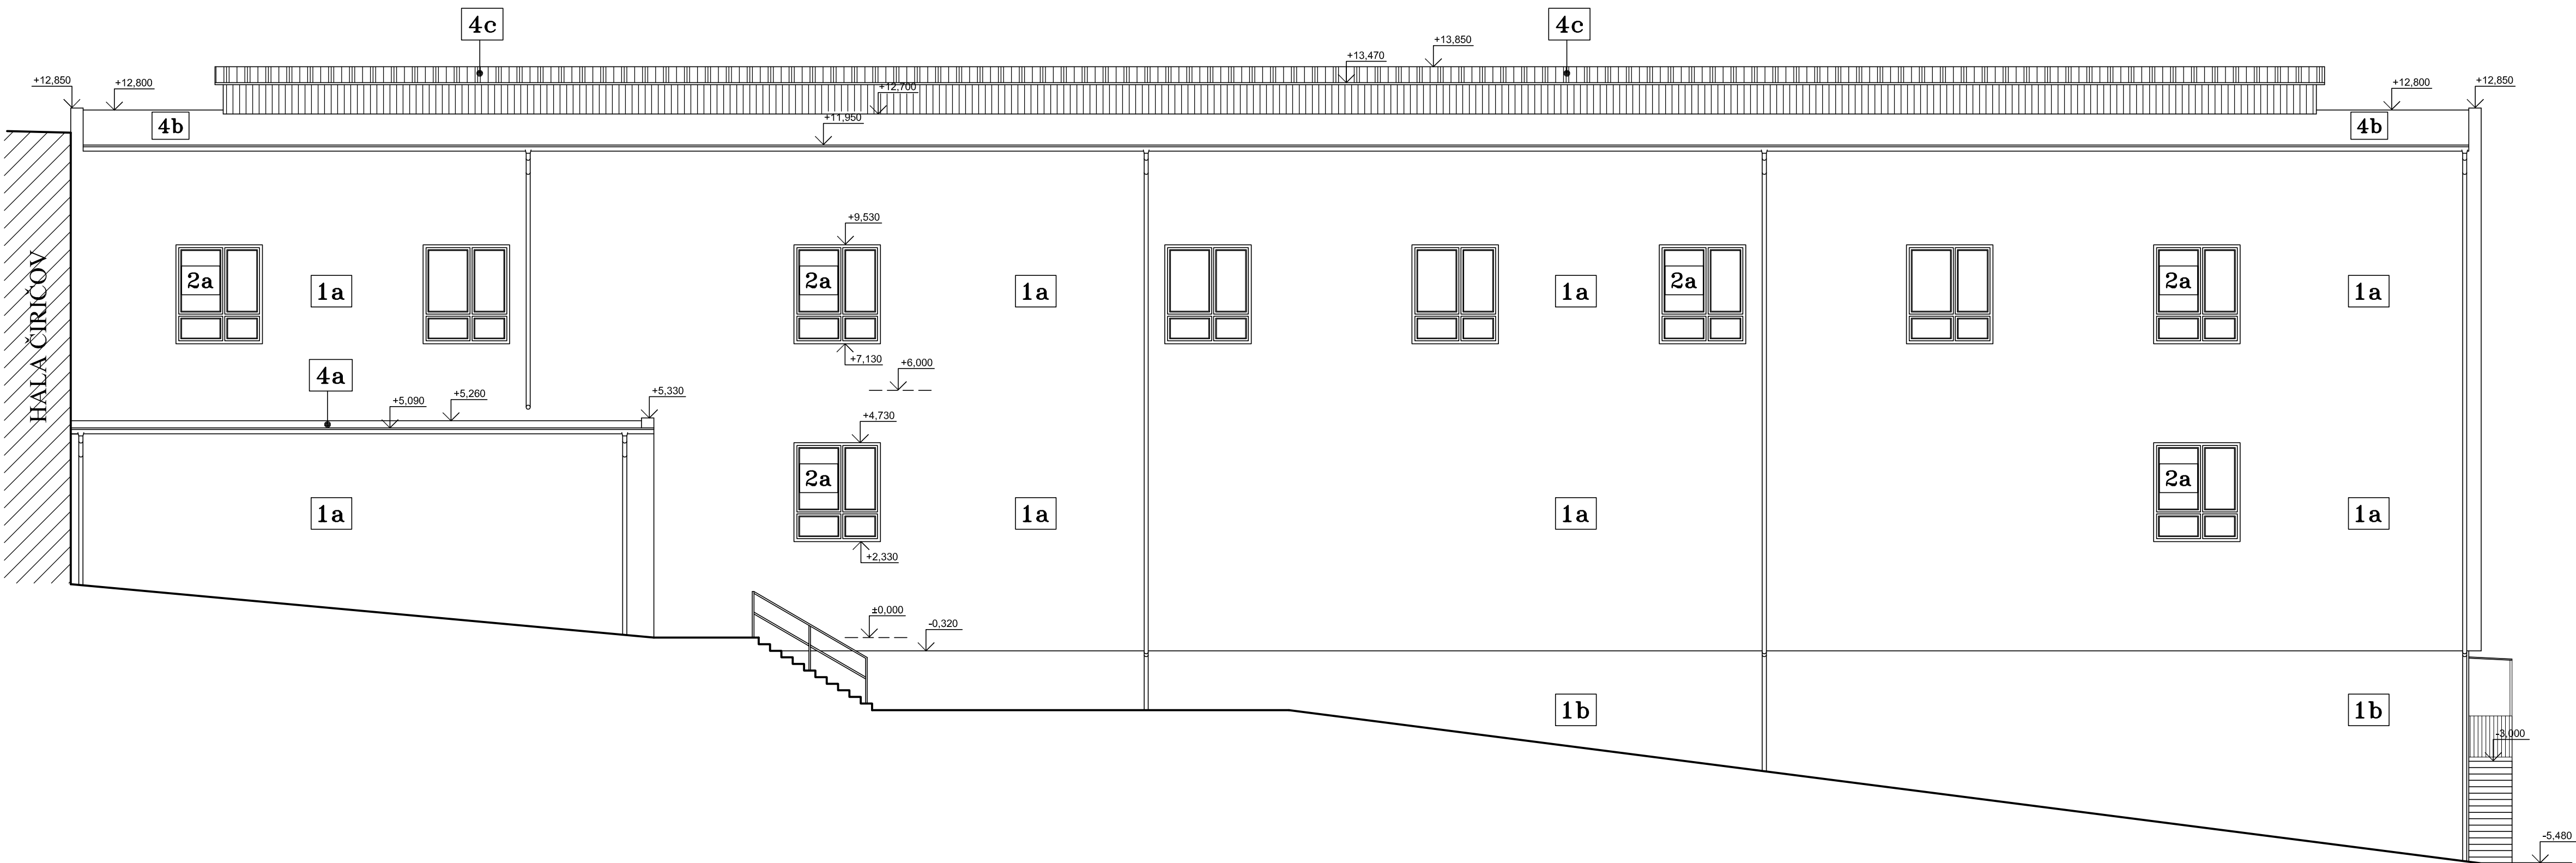 4c
4c
+13,850
+13,470
+12,850
+12,800
+12,700
+12,800
+12,850
4b
+11,950
4b
+9,530
2a
1a
2a
1a
1a
2a
2a
1a
HALA ČIRIČOV
+7,130
+6,000
4a
+5,090
+5,260
+5,330
+4,730
2a
2a
1a
1a
1a
1a
+2,330
±0,000
-0,320
1b
1b
-3,000
-5,480